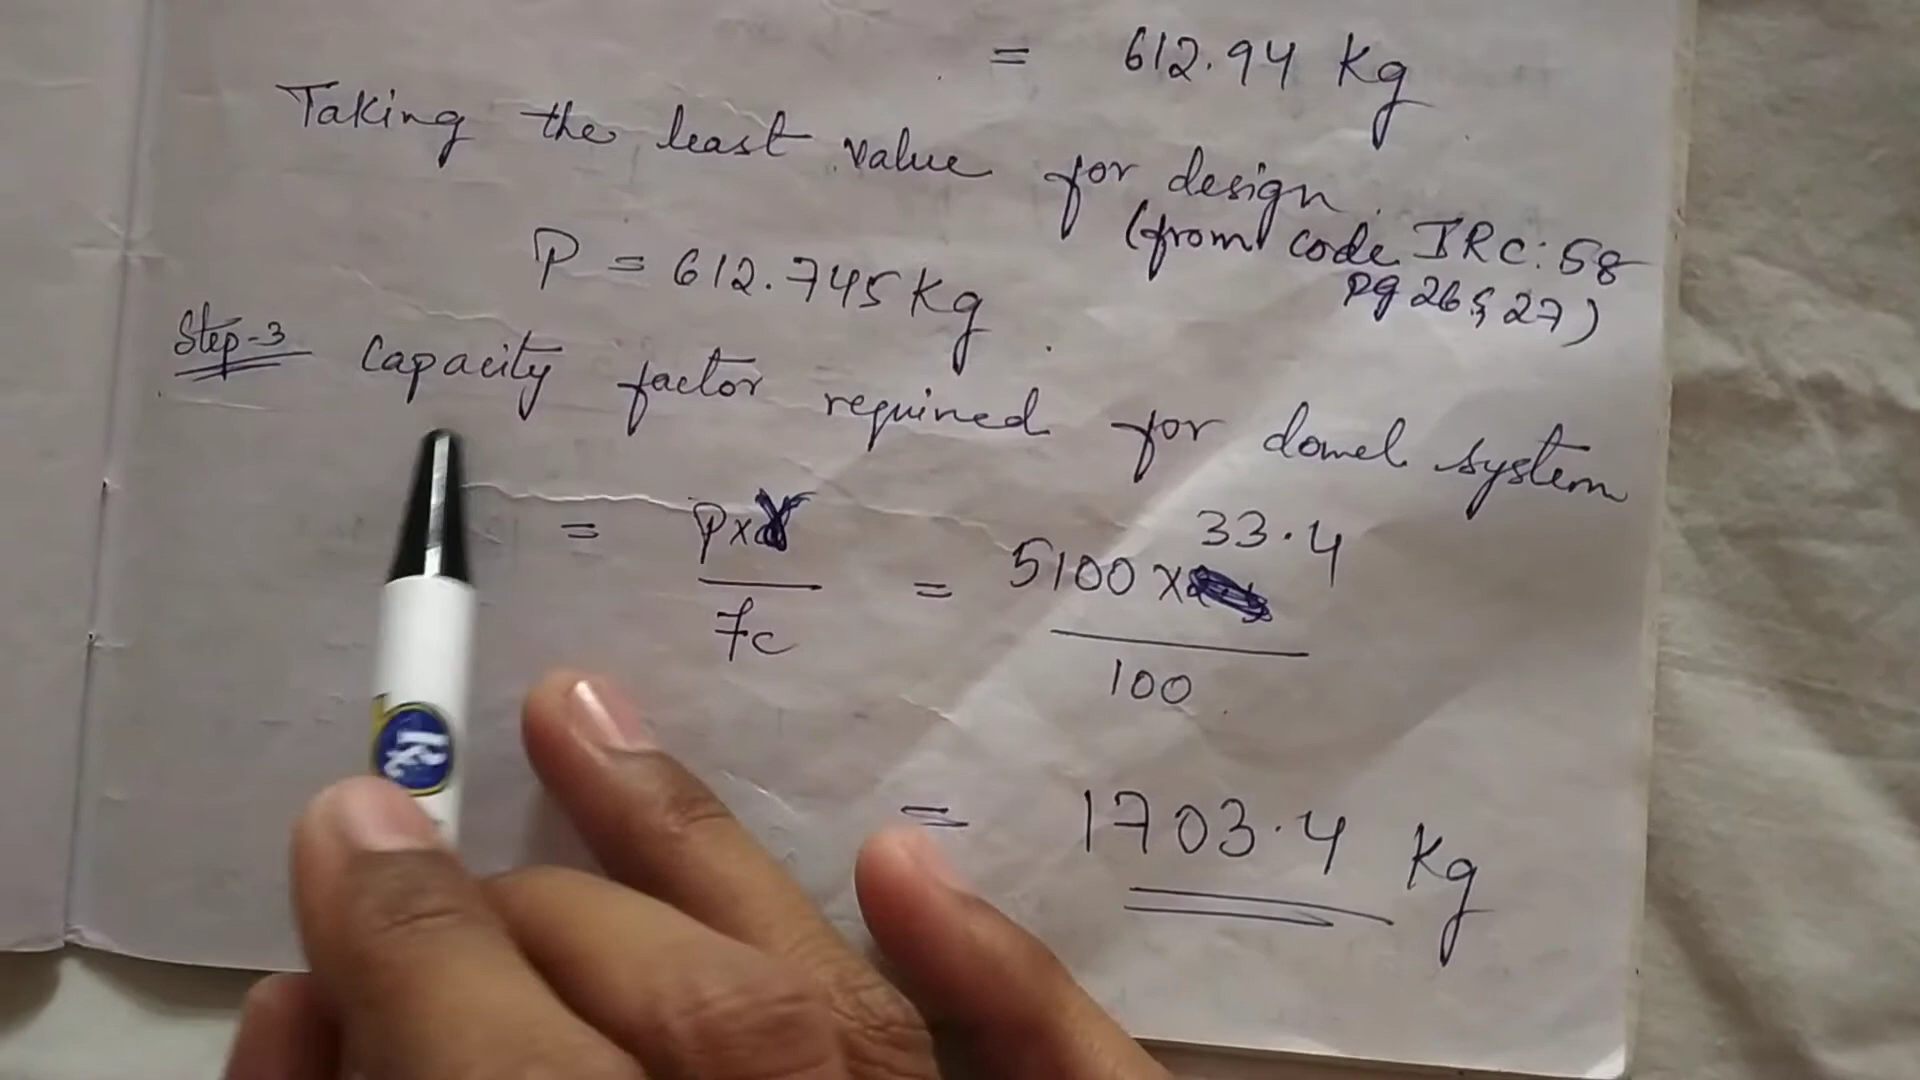 = 612.94 Kg
Taking the least value for design.
(from code IRC:58
pg 26 & 27)
P = 612.745 Kg
Step-3 Capacity factor required for dowel system
= P×γ / Fc = 5100 × 33.4 / 100
= 1703.4 Kg